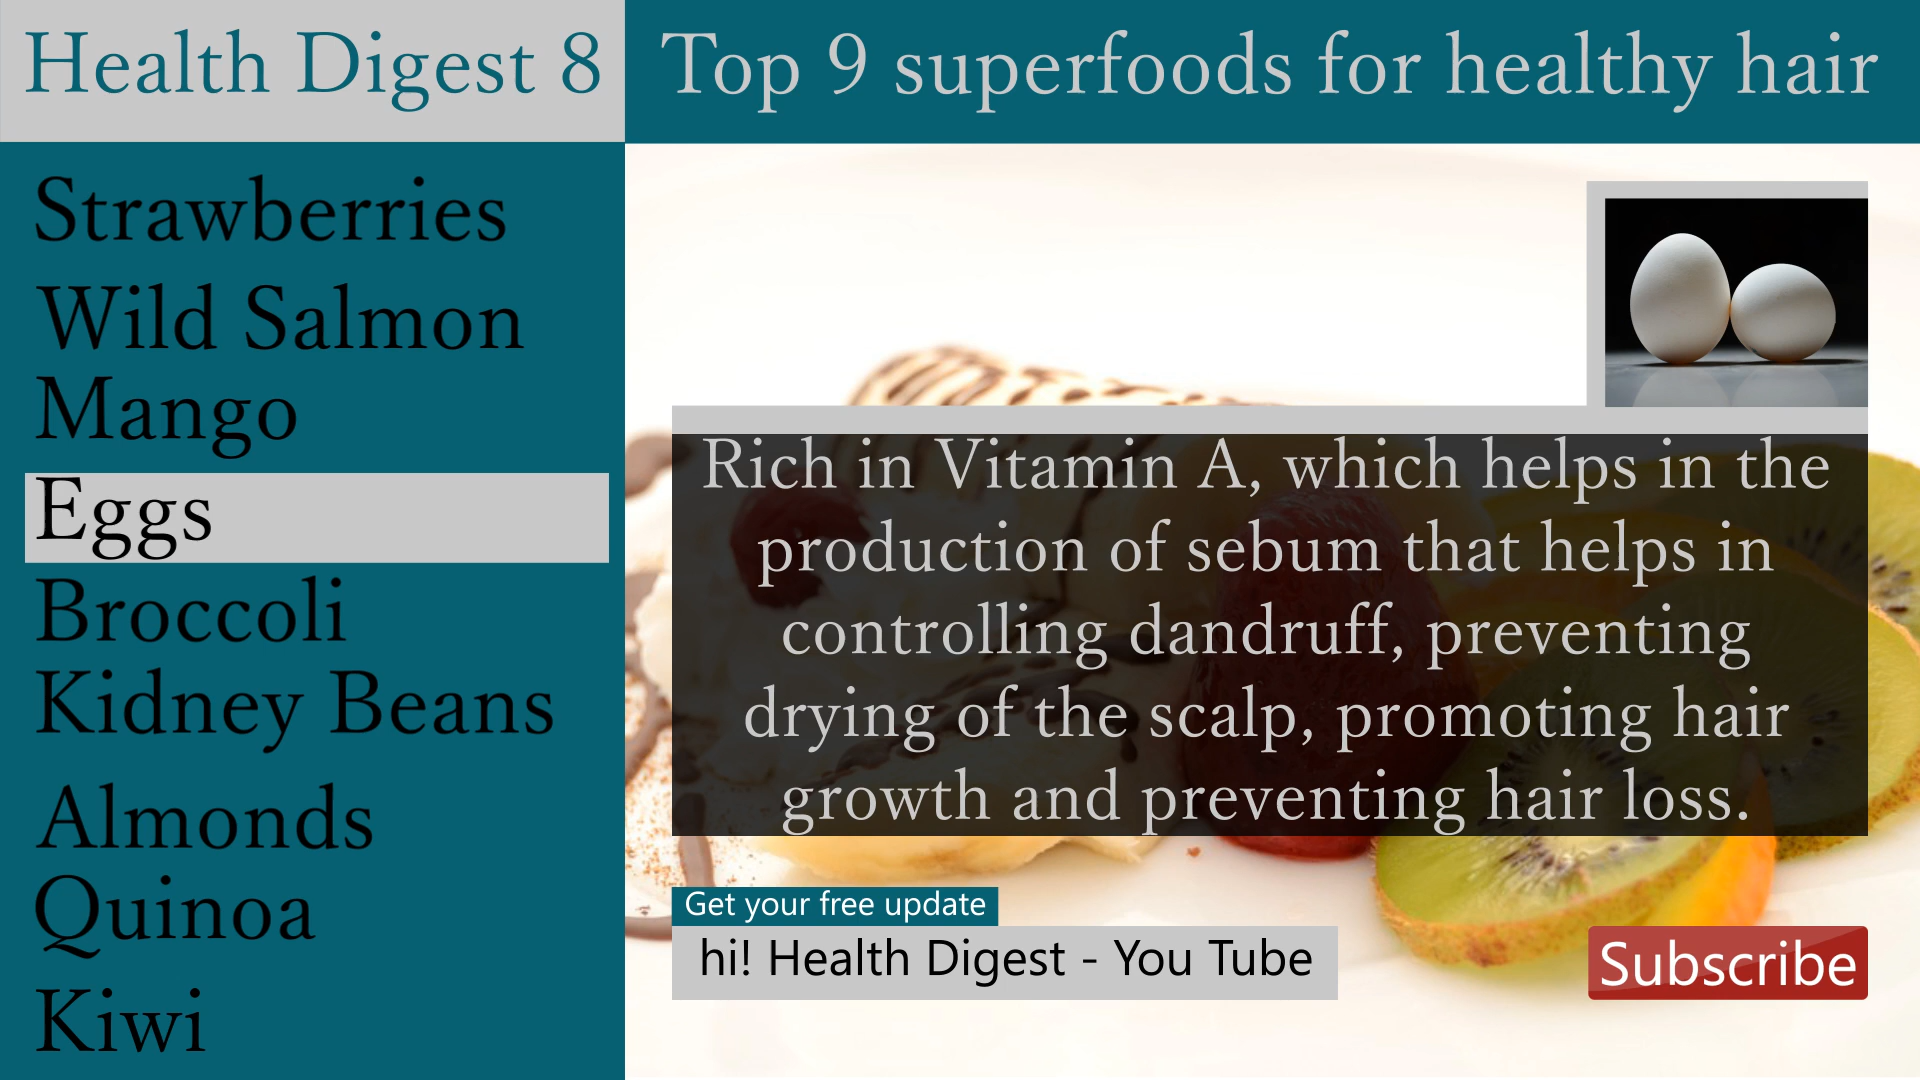 Health Digest 8
Top 9 superfoods for healthy hair
Strawberries
Wild Salmon
Mango
Eggs
Broccoli
Kidney Beans
Almonds
Quinoa
Kiwi
Rich in Vitamin A, which helps in the
production of sebum that helps in
controlling dandruff, preventing
drying of the scalp, promoting hair
growth and preventing hair loss.
Get your free update
hi! Health Digest - You Tube
Subscribe